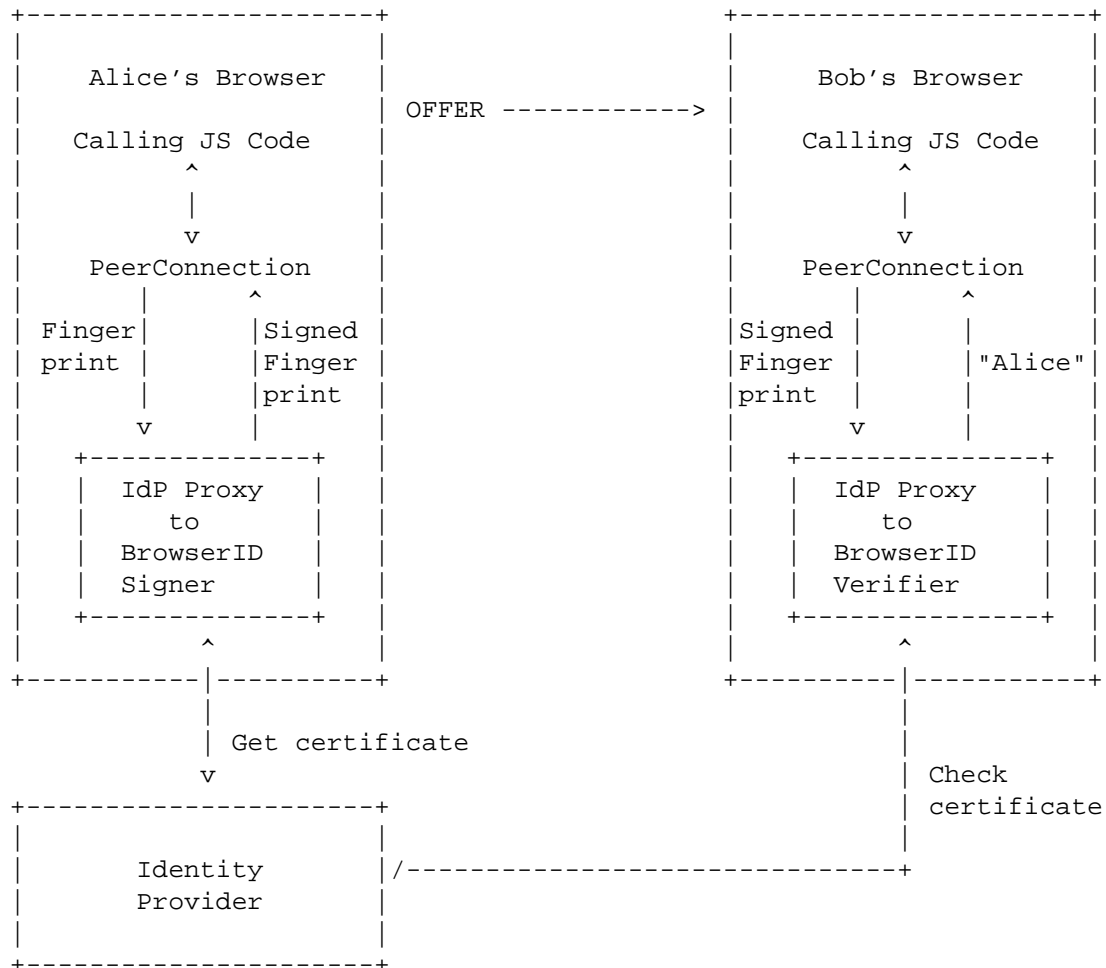 Alice's Browser
OFFER ------------>
Calling JS Code
PeerConnection
Finger
print
Signed
Finger
print
IdP Proxy
to
BrowserID
Signer
Get certificate
Identity
Provider
Bob's Browser
Calling JS Code
PeerConnection
Signed
Finger
print
"Alice"
IdP Proxy
to
BrowserID
Verifier
Check
certificate